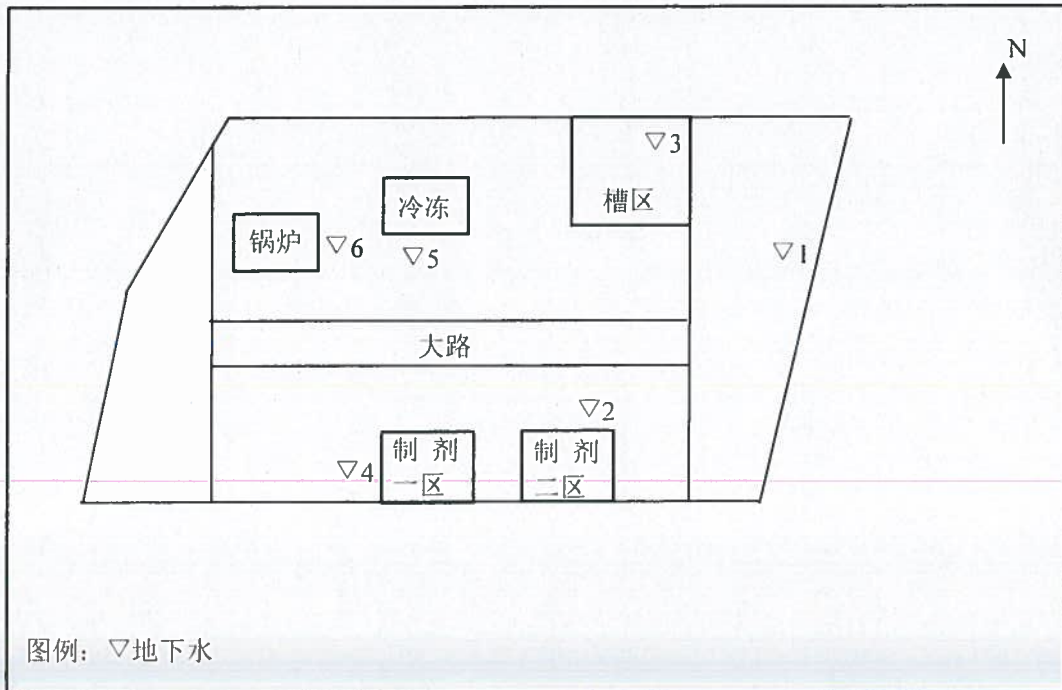 N
▽3
冷冻
槽区
锅炉
▽6
▽5
▽1
大路
▽2
制 剂
一区
制 剂
二区
▽4
图例：▽地下水